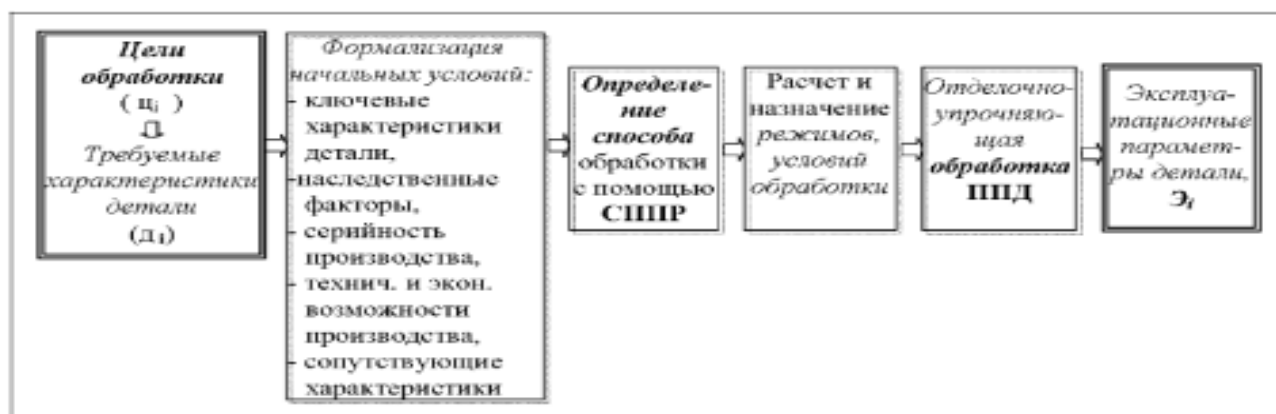 Цели
обработки
( цi )
Требуемые
характеристики
детали
(д1)
Формализация
начальных условий:
- ключевые
характеристики
детали,
-наследственные
факторы,
- серийность
производства,
- технич. и экон.
возможности
производства,
- сопутствующие
характеристики
Определе-
ние
способа
обработки
с помощью
СППР
Расчет и
назначение
режимов,
условий
обработки
Отделочно-
упрочняю-
щая
обработка
ППД
Эксплуа-
тационные
парамет-
ры детали,
Эi